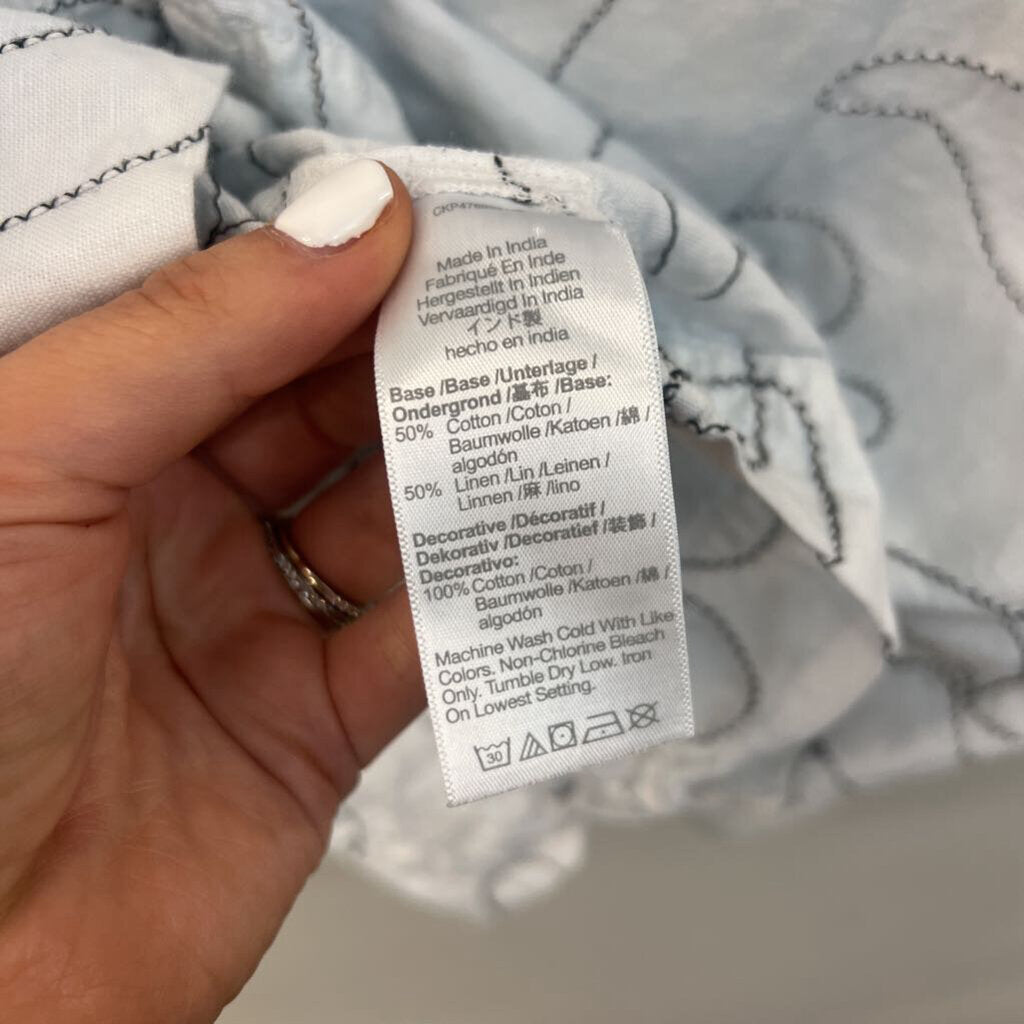 Made In India
Fabriqué En Inde
Hergestellt In Indien
Vervaardigd In India
インド製
hecho en india
Base /Base /Unterlage /
Ondergrond /基布 /Base:
50% Cotton /Coton /
Baumwolle /Katoen /綿 /
algodón
50% Linen /Lin /Leinen /
Linnen /麻 /lino
Decorative /Décoratif /
Dekorativ /Decoratief /装飾 /
Decorativo:
100% Cotton /Coton /
Baumwolle /Katoen /綿 /
algodón
Machine Wash Cold With Like
Colors. Non-Chlorine Bleach
Only. Tumble Dry Low. Iron
On Lowest Setting.
30